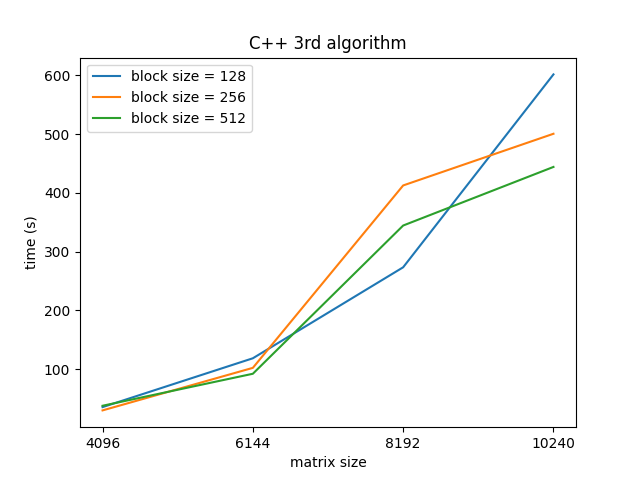 C++ 3rd algorithm
block size = 128
block size = 256
block size = 512
600
500
400
300
200
100
time (s)
4096 6144 8192 10240
matrix size